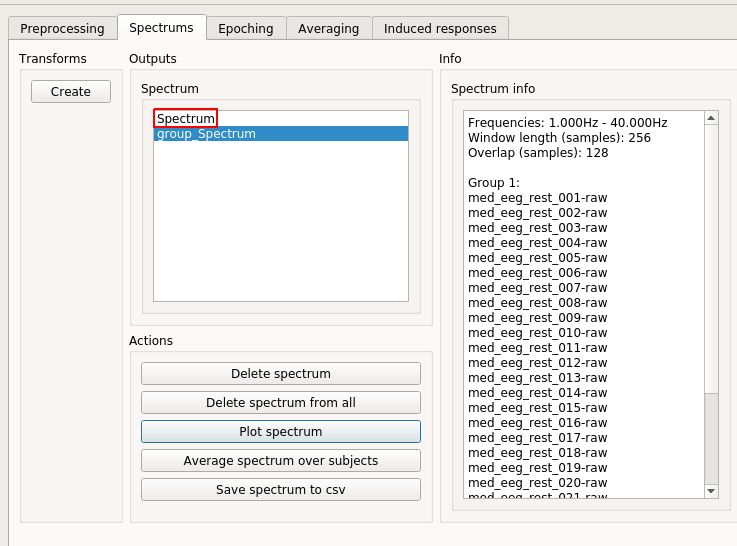 Preprocessing
Spectrums
Epoching
Averaging
Induced responses
Transforms
Create
Outputs
Spectrum
Spectrum
group_Spectrum
Actions
Delete spectrum
Delete spectrum from all
Plot spectrum
Average spectrum over subjects
Save spectrum to csv
Info
Spectrum info
Frequencies: 1.000Hz - 40.000Hz
Window length (samples): 256
Overlap (samples): 128
Group 1:
med_eeg_rest_001-raw
med_eeg_rest_002-raw
med_eeg_rest_003-raw
med_eeg_rest_004-raw
med_eeg_rest_005-raw
med_eeg_rest_006-raw
med_eeg_rest_007-raw
med_eeg_rest_008-raw
med_eeg_rest_009-raw
med_eeg_rest_010-raw
med_eeg_rest_011-raw
med_eeg_rest_012-raw
med_eeg_rest_013-raw
med_eeg_rest_014-raw
med_eeg_rest_015-raw
med_eeg_rest_016-raw
med_eeg_rest_017-raw
med_eeg_rest_018-raw
med_eeg_rest_019-raw
med_eeg_rest_020-raw
med_eeg_rest_021-raw